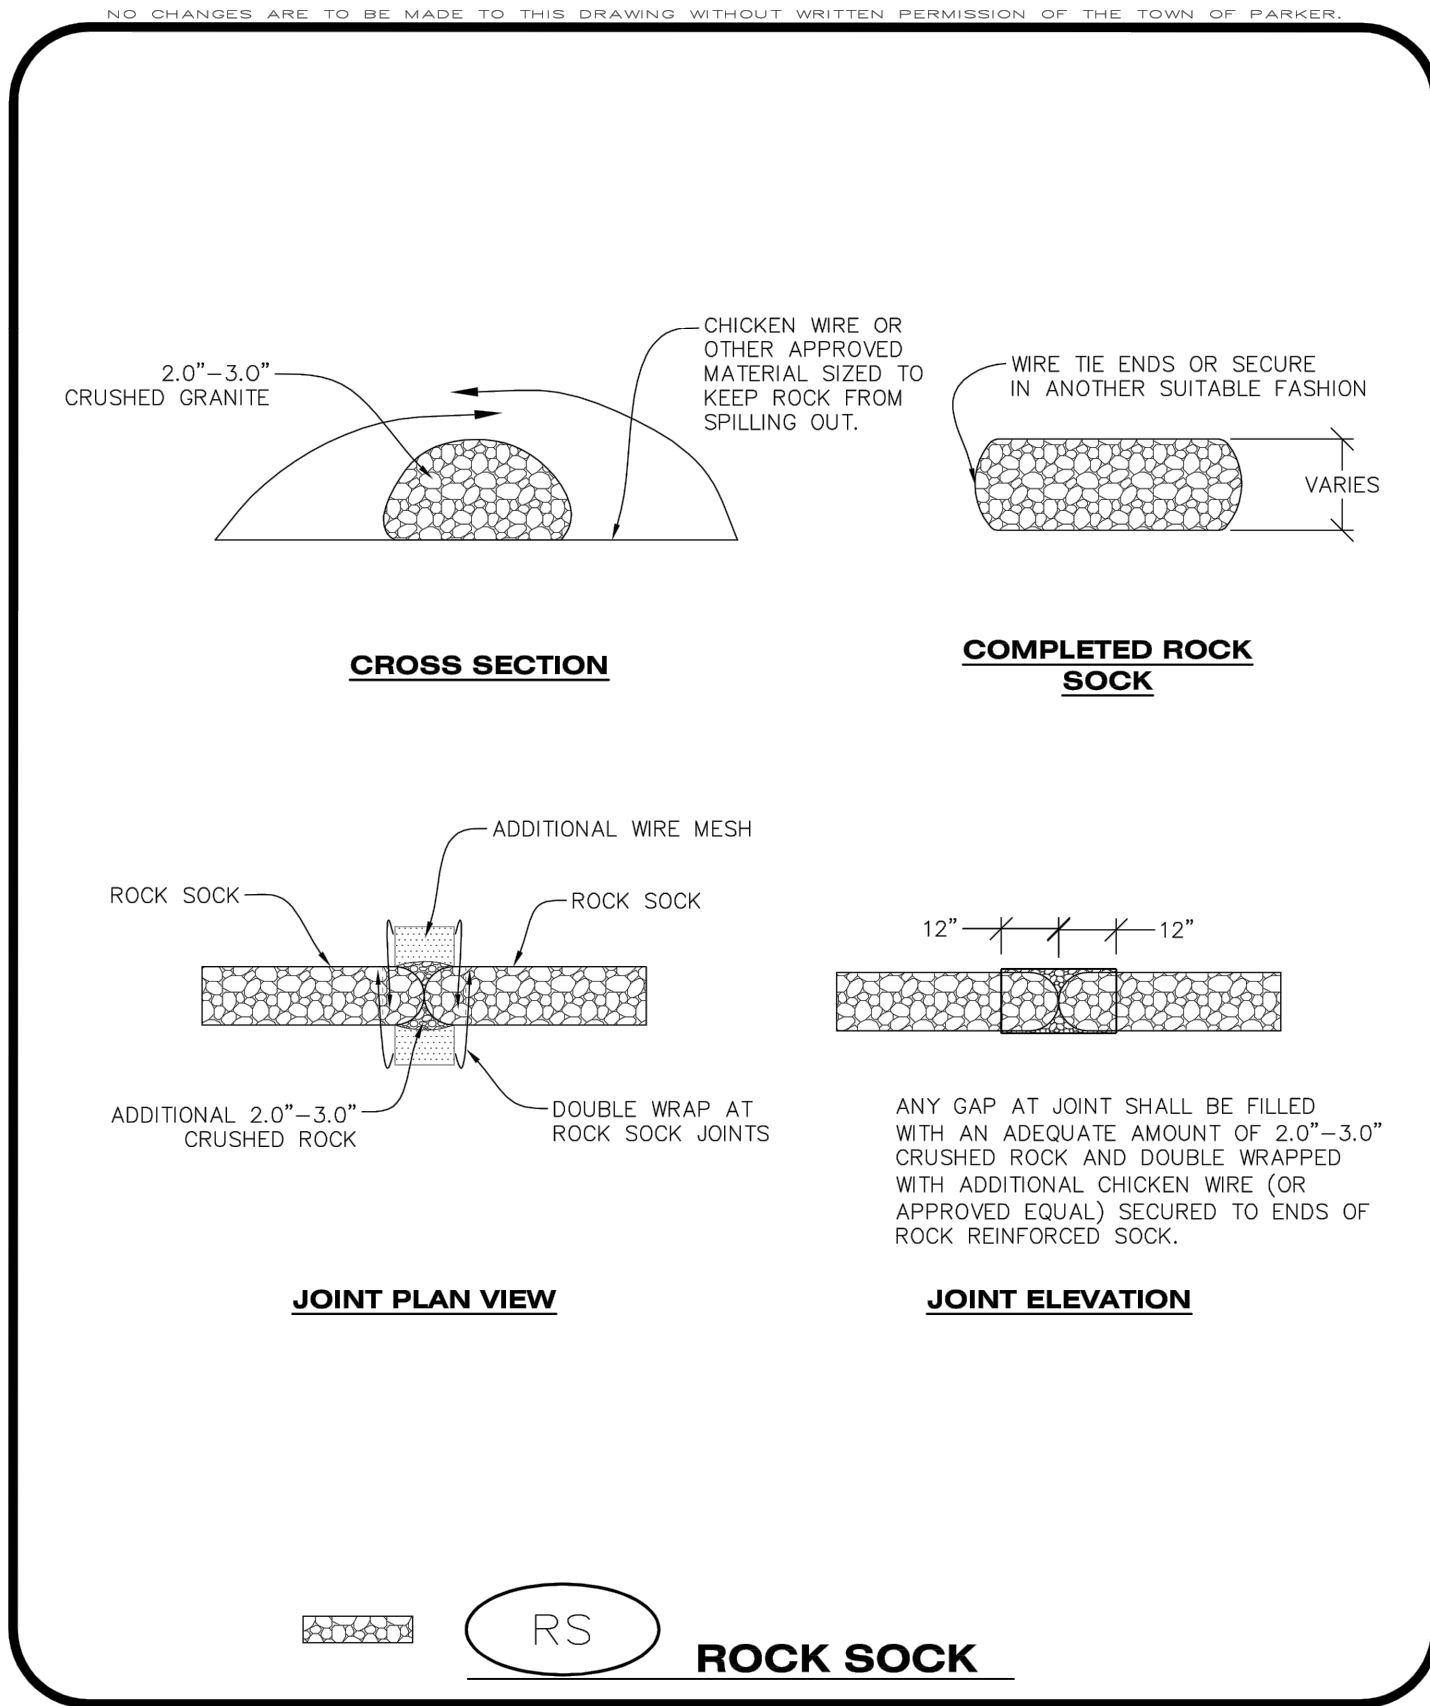 NO CHANGES ARE TO BE MADE TO THIS DRAWING WITHOUT WRITTEN PERMISSION OF THE TOWN OF PARKER.
2.0"-3.0"
CRUSHED GRANITE
CHICKEN WIRE OR
OTHER APPROVED
MATERIAL SIZED TO
KEEP ROCK FROM
SPILLING OUT.
WIRE TIE ENDS OR SECURE
IN ANOTHER SUITABLE FASHION
VARIES
CROSS SECTION
COMPLETED ROCK
SOCK
ADDITIONAL WIRE MESH
ROCK SOCK
ROCK SOCK
ADDITIONAL 2.0"-3.0"
CRUSHED ROCK
DOUBLE WRAP AT
ROCK SOCK JOINTS
12"
12"
ANY GAP AT JOINT SHALL BE FILLED
WITH AN ADEQUATE AMOUNT OF 2.0"-3.0"
CRUSHED ROCK AND DOUBLE WRAPPED
WITH ADDITIONAL CHICKEN WIRE (OR
APPROVED EQUAL) SECURED TO ENDS OF
ROCK REINFORCED SOCK.
JOINT PLAN VIEW
JOINT ELEVATION
RS
ROCK SOCK